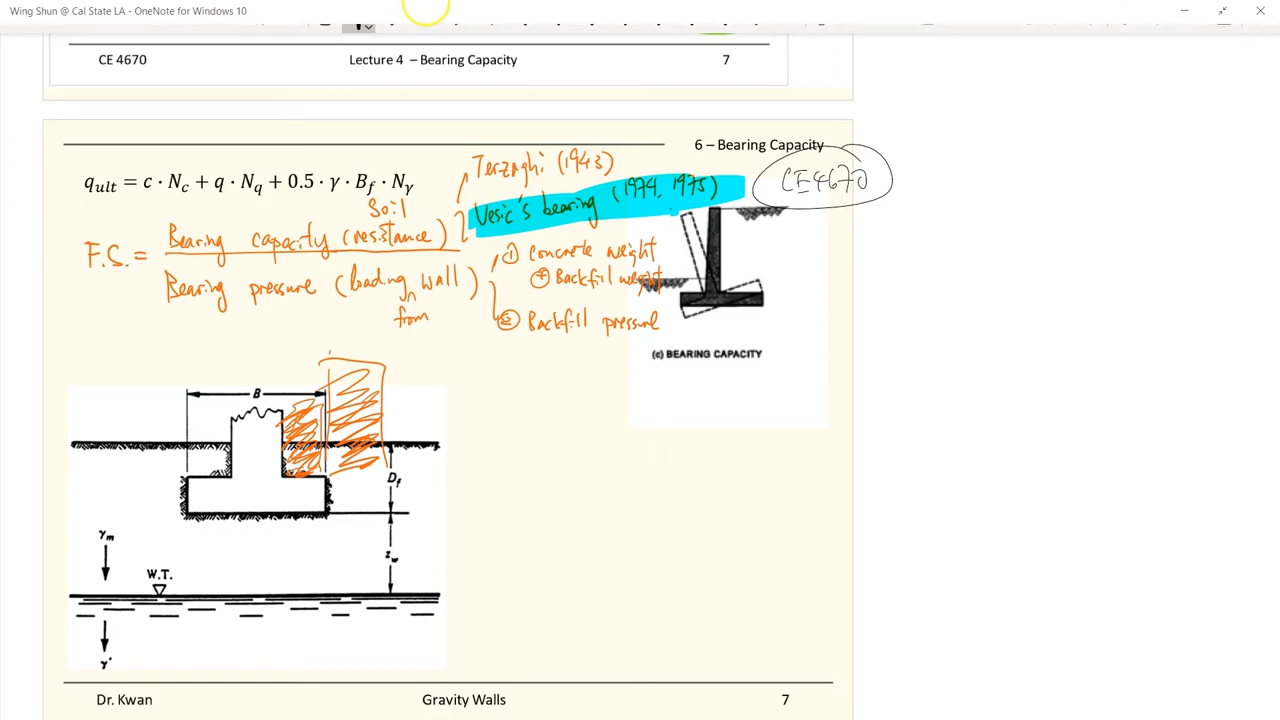 Wing Shun @ Cal State LA - OneNote for Windows 10
CE 4670 Lecture 4 – Bearing Capacity 7
6 – Bearing Capacity
CE4670
q_ult = c · N_c + q · N_q + 0.5 · γ · B_f · N_γ
Terzaghi (1943)
Vesic's bearing (1974, 1975)
Soil
F.S. = Bearing capacity (resistance)
Bearing pressure (loading wall)
from
① Concrete weight
⊕ Backfill weight
② Backfill pressure
(c) BEARING CAPACITY
B
D_f
γ_m
z_w
W.T.
γ'
Dr. Kwan Gravity Walls 7